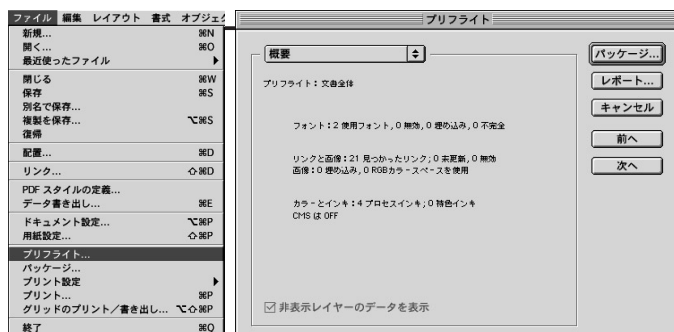 ファイル 編集 レイアウト 書式 オブジェ
新規... ⌘N
開く... ⌘O
最近使ったファイル
閉じる ⌘W
保存 ⌘S
別名で保存...
複製を保存... ⌥⌘S
復帰
配置... ⌘D
リンク... ⇧⌘D
PDF スタイルの定義...
データ書き出し... ⌘E
ドキュメント設定... ⌥⌘P
用紙設定... ⇧⌘P
プリフライト...
パッケージ...
プリント設定
プリント... ⌘P
グリッドのプリント/書き出し... ⌥⇧⌘P
終了 ⌘Q
プリフライト
概要
プリフライト：文書全体
フォント：2 使用フォント, 0 無効, 0 埋め込み, 0 不完全
リンクと画像：21 見つかったリンク; 0 未更新, 0 無効
画像：0 埋め込み, 0 RGBカラースペースを使用
カラーとインキ：4 プロセスインキ; 0 特色インキ
CMS は OFF
非表示レイヤーのデータを表示
パッケージ...
レポート...
キャンセル
前へ
次へ